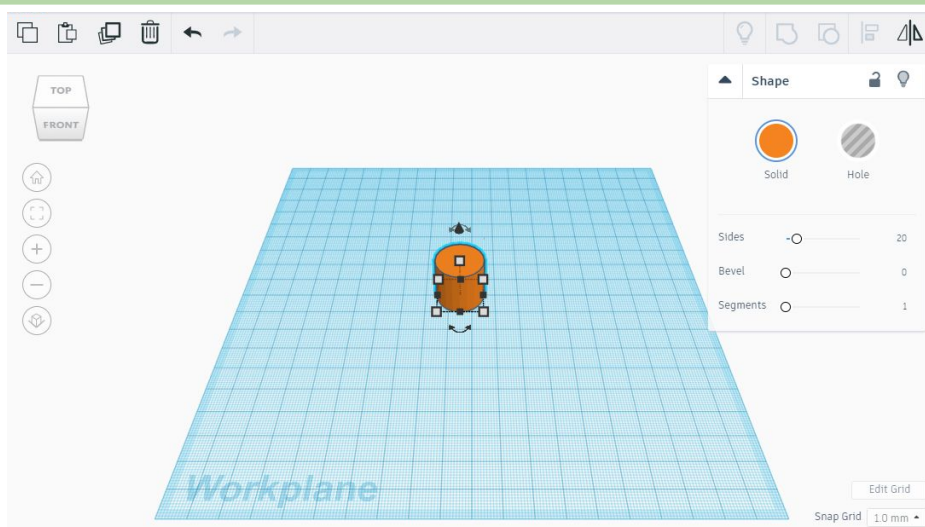 TOP
FRONT
Shape
Solid
Hole
Sides 20
Bevel 0
Segments 1
Workplane
Edit Grid
Snap Grid 1.0 mm